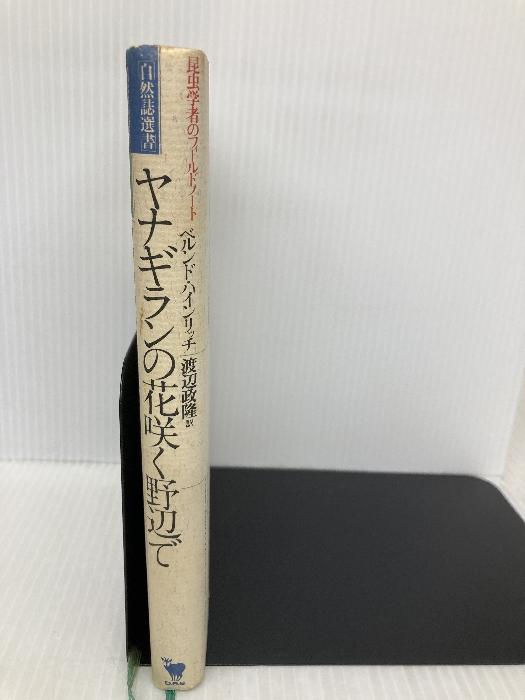 自然誌選書
昆虫学者のフィールドノート
ヤナギランの花咲く野辺で
ベルンド・ハインリッチ
渡辺政隆 訳